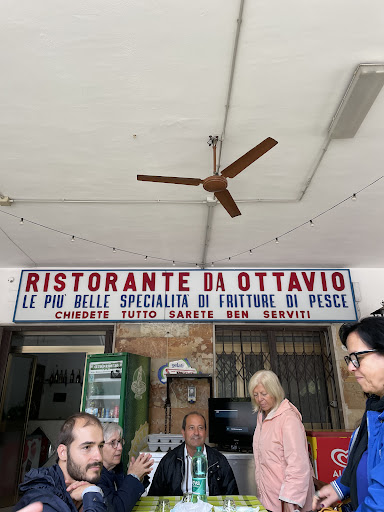 RISTORANTE DA OTTAVIO
LE PIU' BELLE SPECIALITA' DI FRITTURE DI PESCE
CHIEDETE TUTTO SARETE BEN SERVITI